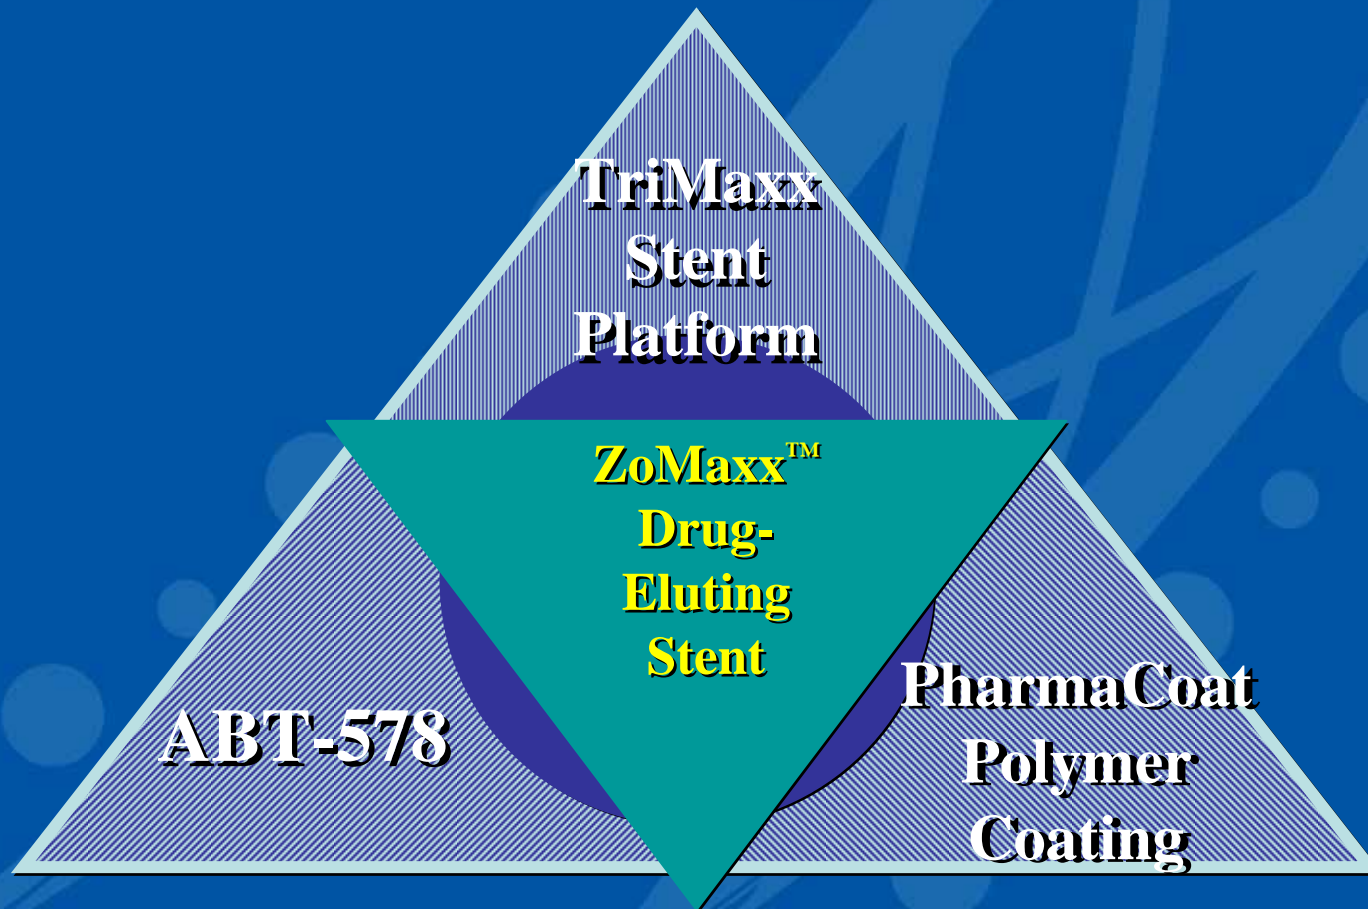 TriMaxx
Stent
Platform
ZoMaxx™
Drug-
Eluting
Stent
ABT-578
PharmaCoat
Polymer
Coating